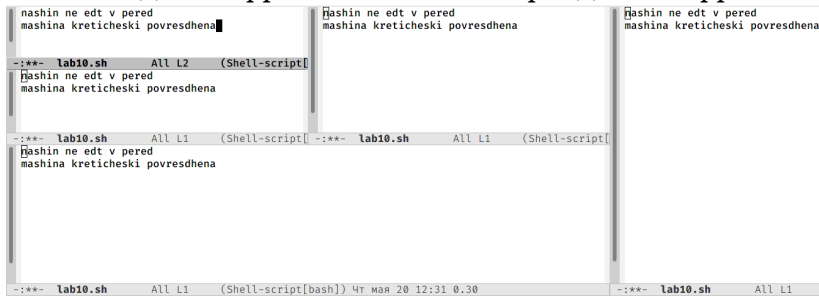 nashin ne edt v pered
mashina kreticheski povresdhena
-:**- lab10.sh All L2 (Shell-script[
nashin ne edt v pered
mashina kreticheski povresdhena
-:**- lab10.sh All L1 (Shell-script[
nashin ne edt v pered
mashina kreticheski povresdhena
-:**- lab10.sh All L1 (Shell-script[
nashin ne edt v pered
mashina kreticheski povresdhena
-:**- lab10.sh All L1 (Shell-script[bash]) Чт мая 20 12:31 0.30
nashin ne edt v pered
mashina kreticheski povresdhena
-:**- lab10.sh All L1